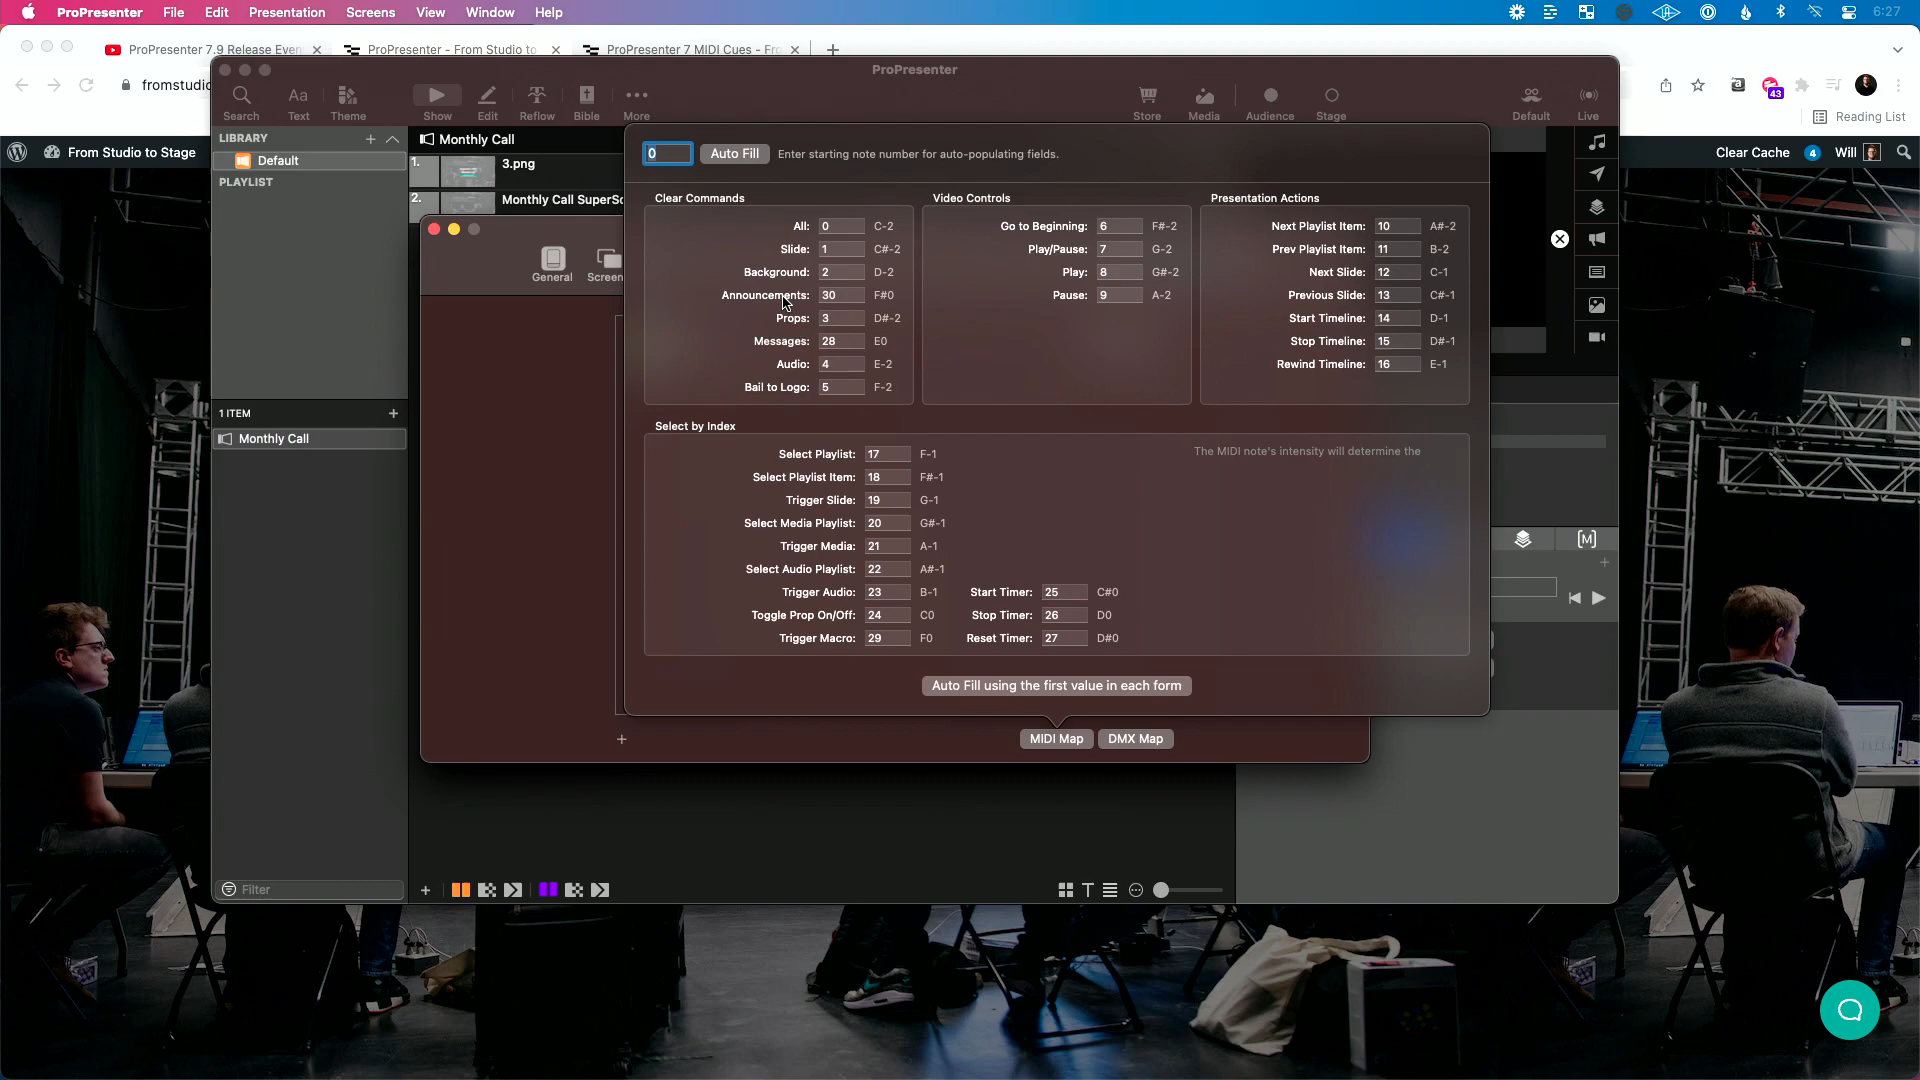 ProPresenter File Edit Presentation Screens View Window Help 6:27
ProPresenter 7.9 Release Even
ProPresenter - From Studio to
ProPresenter 7 MIDI Cues - Fro
fromstudio
43
Reading List
From Studio to Stage
Clear Cache 4 Will
ProPresenter
Search Text Theme Show Edit Reflow Bible More Store Media Audience Stage Default Live
LIBRARY
Default
PLAYLIST
1 ITEM
Monthly Call
Filter
Monthly Call
1. 3.png
2. Monthly Call SuperSc
General Screen
0 Auto Fill Enter starting note number for auto-populating fields.
Clear Commands
All: 0 C-2
Slide: 1 C#-2
Background: 2 D-2
Announcements: 30 F#0
Props: 3 D#-2
Messages: 28 E0
Audio: 4 E-2
Bail to Logo: 5 F-2
Video Controls
Go to Beginning: 6 F#-2
Play/Pause: 7 G-2
Play: 8 G#-2
Pause: 9 A-2
Presentation Actions
Next Playlist Item: 10 A#-2
Prev Playlist Item: 11 B-2
Next Slide: 12 C-1
Previous Slide: 13 C#-1
Start Timeline: 14 D-1
Stop Timeline: 15 D#-1
Rewind Timeline: 16 E-1
Select by Index
Select Playlist: 17 F-1
Select Playlist Item: 18 F#-1
Trigger Slide: 19 G-1
Select Media Playlist: 20 G#-1
Trigger Media: 21 A-1
Select Audio Playlist: 22 A#-1
Trigger Audio: 23 B-1
Toggle Prop On/Off: 24 C0
Trigger Macro: 29 F0
Start Timer: 25 C#0
Stop Timer: 26 D0
Reset Timer: 27 D#0
The MIDI note's intensity will determine the
Auto Fill using the first value in each form
MIDI Map DMX Map
[M]